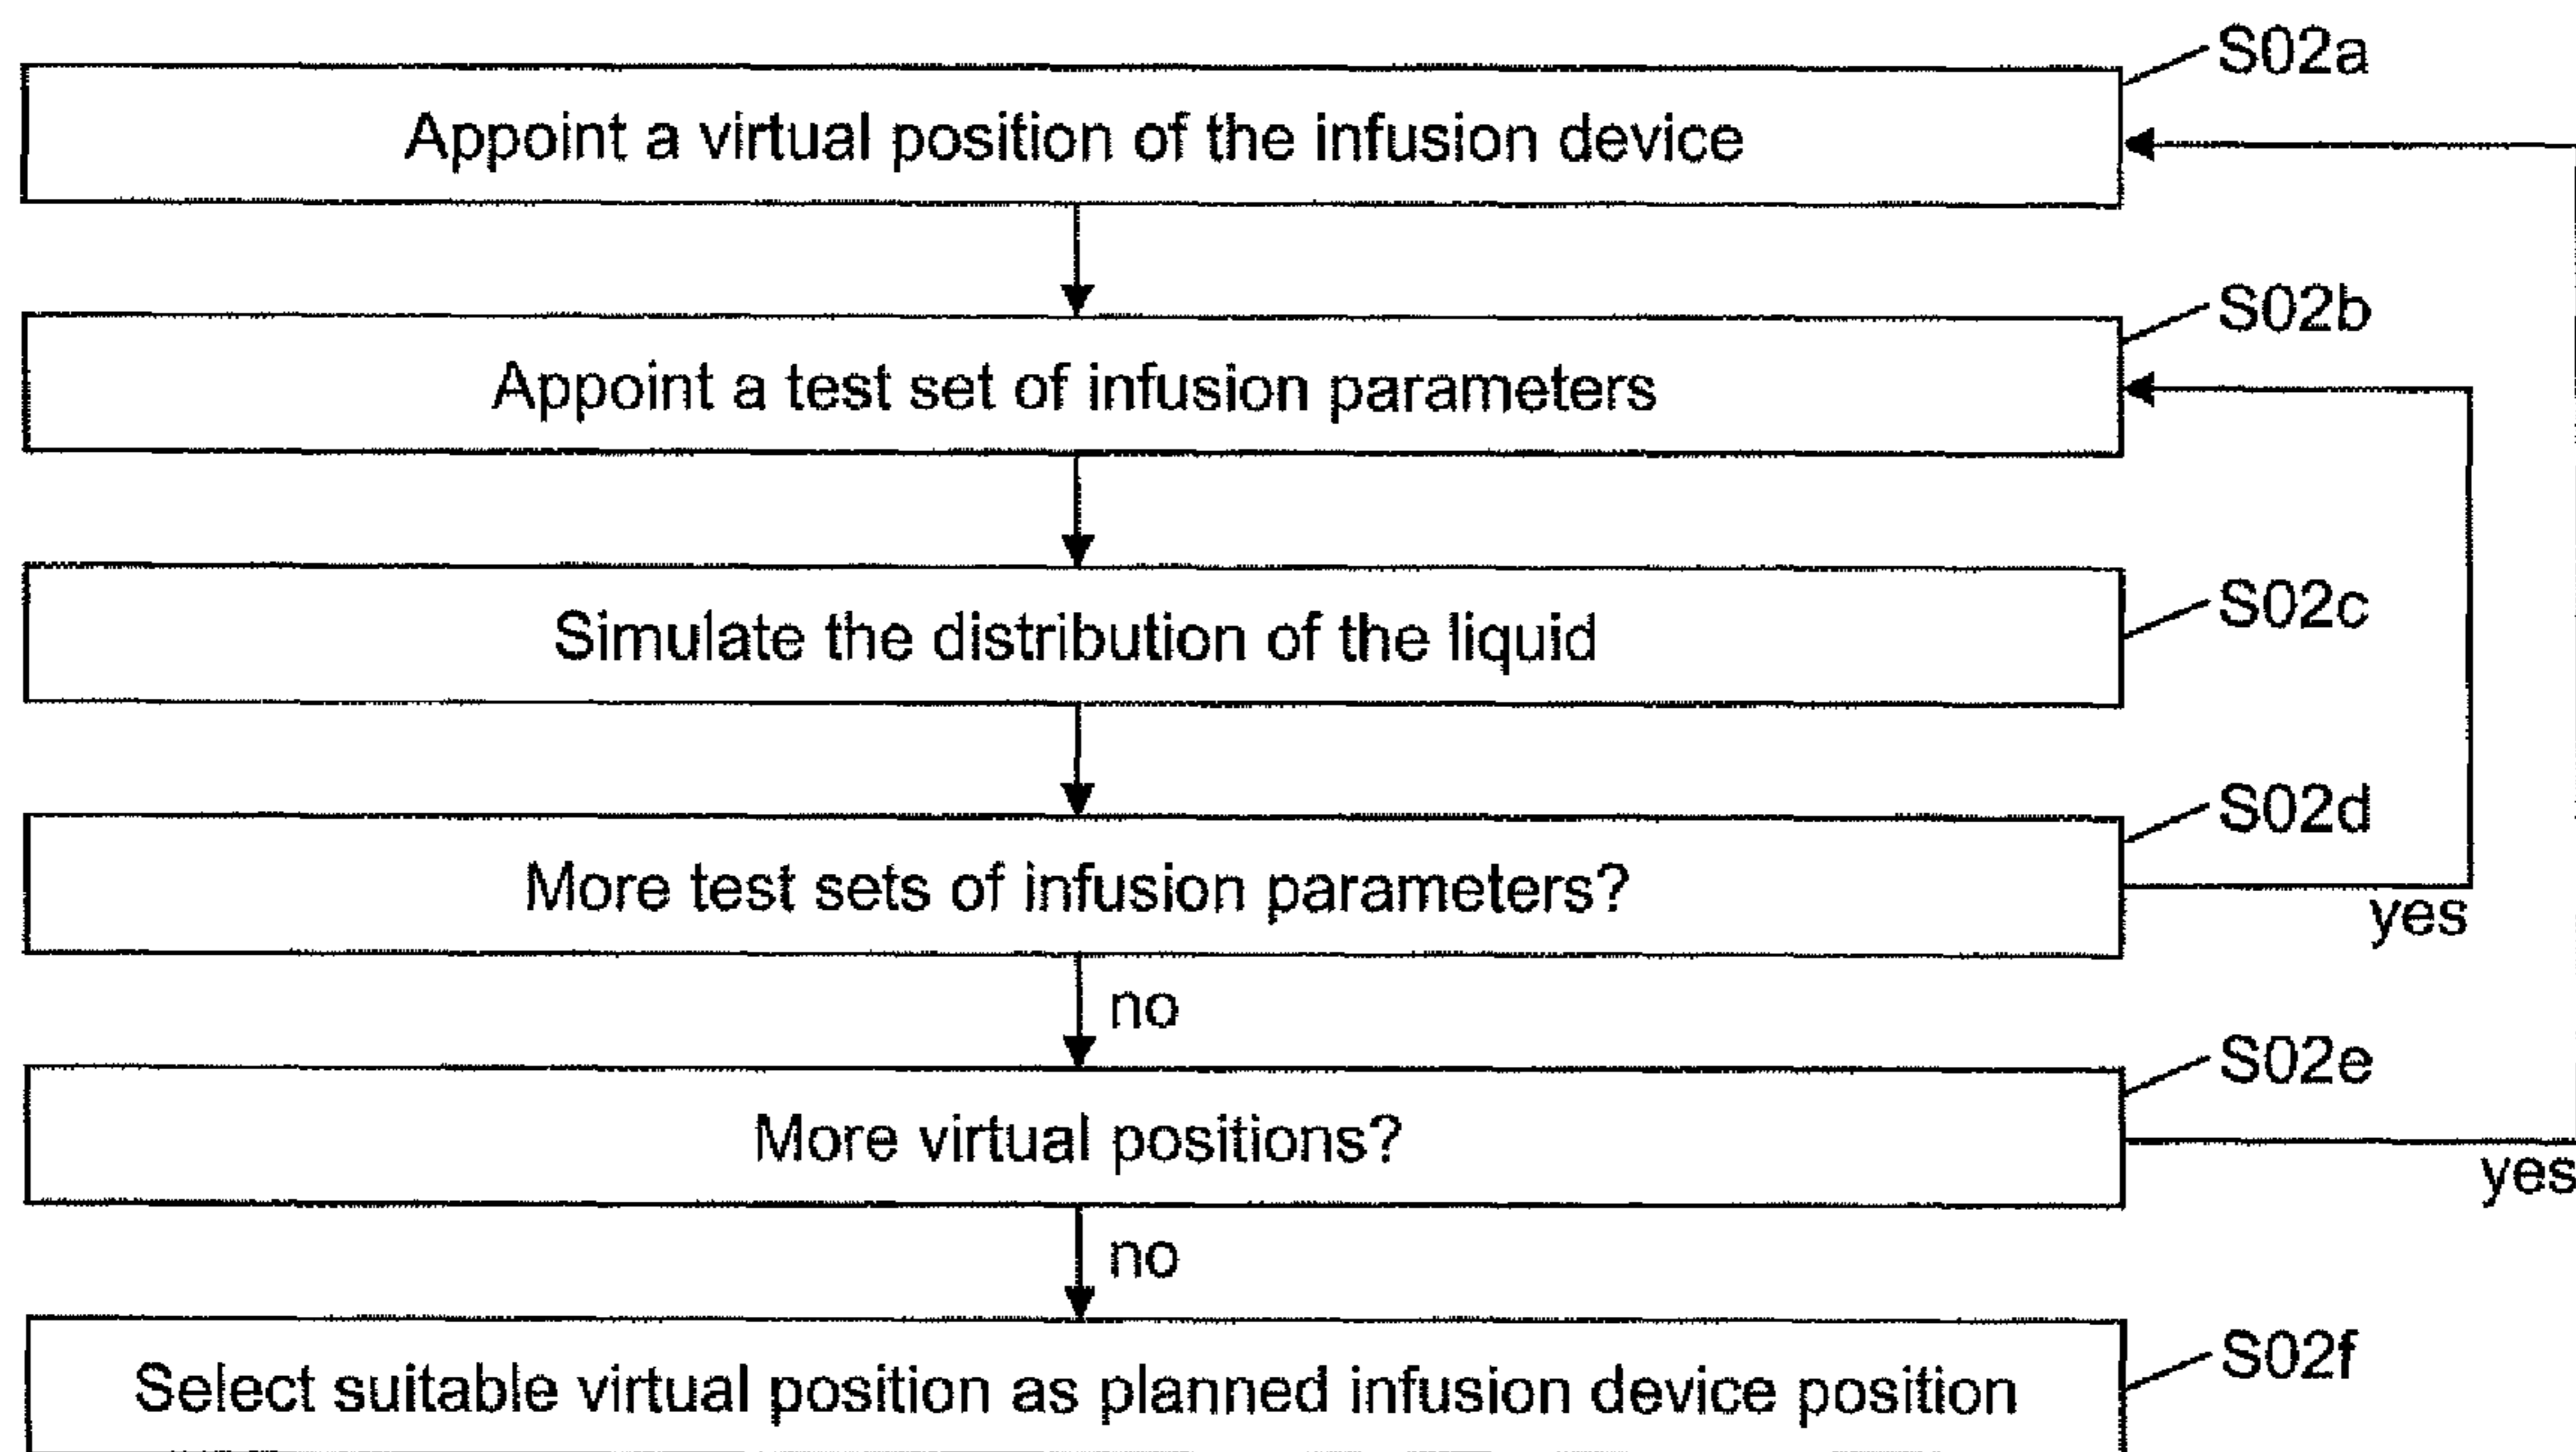 S02a
Appoint a virtual position of the infusion device
S02b
Appoint a test set of infusion parameters
S02c
Simulate the distribution of the liquid
S02d
More test sets of infusion parameters?
yes
no
S02e
More virtual positions?
yes
no
S02f
Select suitable virtual position as planned infusion device position